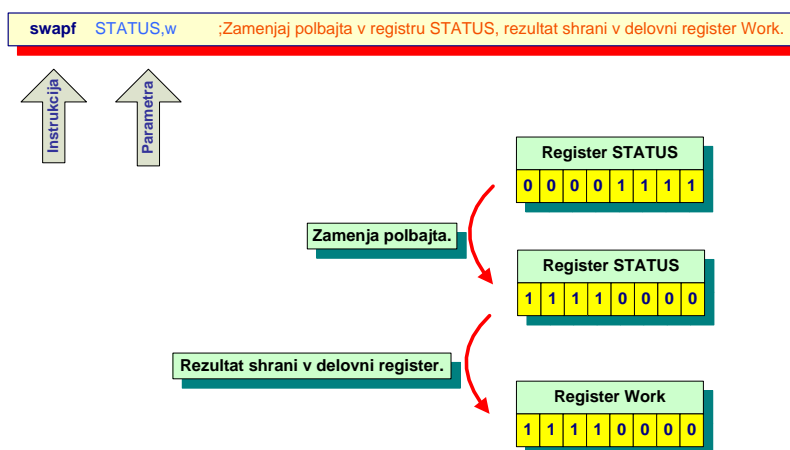 swapf STATUS,w ;Zamenjaj polbajta v registru STATUS, rezultat shrani v delovni register Work.
Instrukcija
Parametra
Register STATUS
0 0 0 0 1 1 1 1
Zamenja polbajta.
Register STATUS
1 1 1 1 0 0 0 0
Rezultat shrani v delovni register.
Register Work
1 1 1 1 0 0 0 0